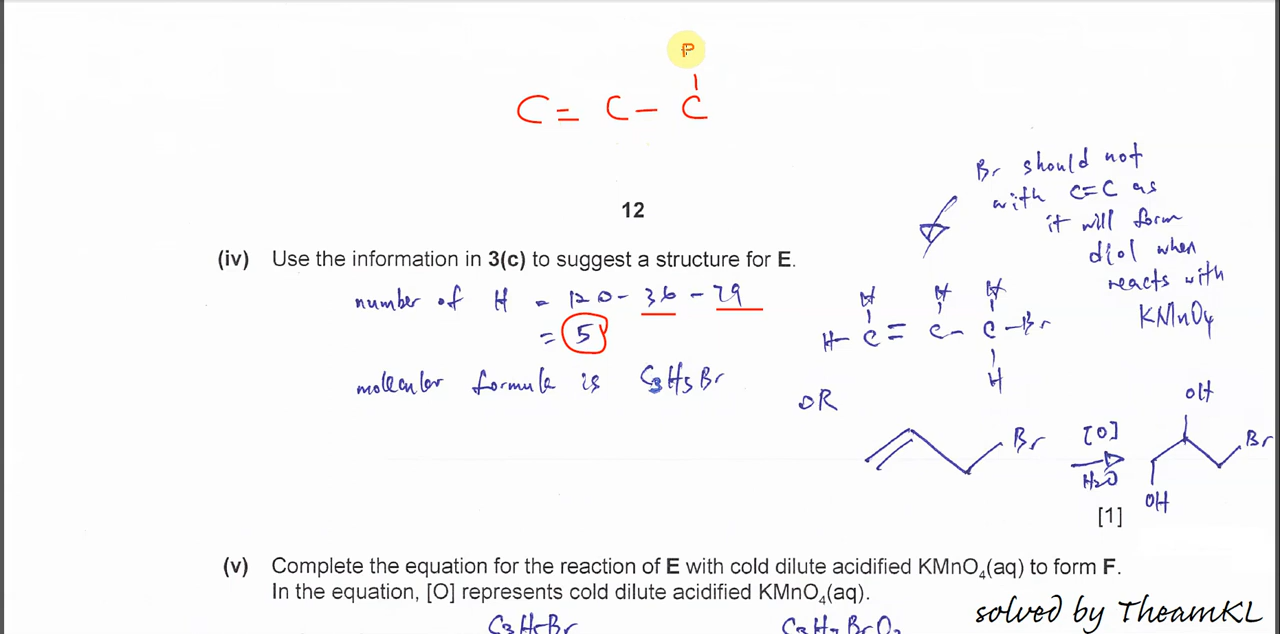 P
C = C - C
12
Br should not
with C=C as
it will form
diol when
reacts with
KMnO4
(iv) Use the information in 3(c) to suggest a structure for E.
number of H = 120 - 36 - 79
= 5
molecular formula is C3H5Br
H H H
H- C = C - C -Br
H
OR
Br [O] H2O OH Br
OH
[1]
(v) Complete the equation for the reaction of E with cold dilute acidified KMnO4(aq) to form F.
In the equation, [O] represents cold dilute acidified KMnO4(aq).
C3H5Br C3H7BrO2
solved by TheamKL